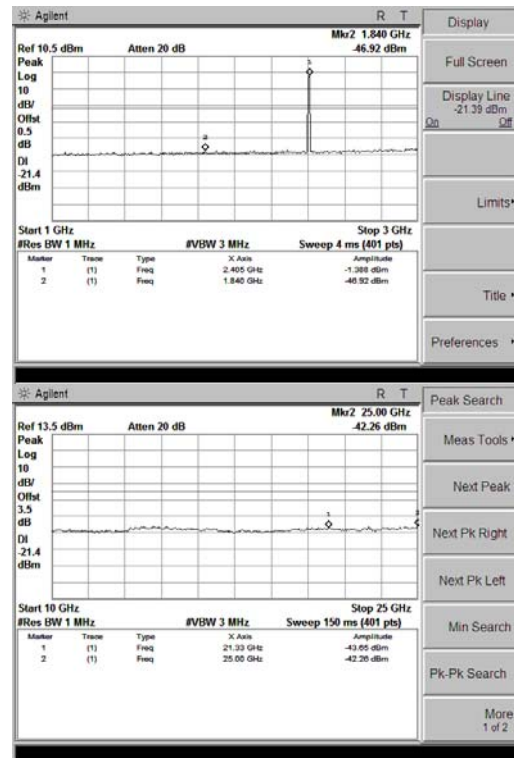 Agilent R T
Mkr2 1.840 GHz
Ref 10.5 dBm Atten 20 dB -46.92 dBm
Peak
Log
10
dB/
Offst
0.5
dB
DI
-21.4
dBm
1
2
Start 1 GHz Stop 3 GHz
#Res BW 1 MHz #VBW 3 MHz Sweep 4 ms (401 pts)
Marker Trace Type X Axis Amplitude
1 (1) Freq 2.405 GHz -1.388 dBm
2 (1) Freq 1.840 GHz -46.92 dBm
Display
Full Screen
Display Line
-21.39 dBm
On Off
Limits
Title
Preferences
Agilent R T
Mkr2 25.00 GHz
Ref 13.5 dBm Atten 20 dB -42.26 dBm
Peak
Log
10
dB/
Offst
3.5
dB
DI
-21.4
dBm
1
2
Start 10 GHz Stop 25 GHz
#Res BW 1 MHz #VBW 3 MHz Sweep 150 ms (401 pts)
Marker Trace Type X Axis Amplitude
1 (1) Freq 21.33 GHz -43.65 dBm
2 (1) Freq 25.00 GHz -42.26 dBm
Peak Search
Meas Tools
Next Peak
Next Pk Right
Next Pk Left
Min Search
Pk-Pk Search
More
1 of 2